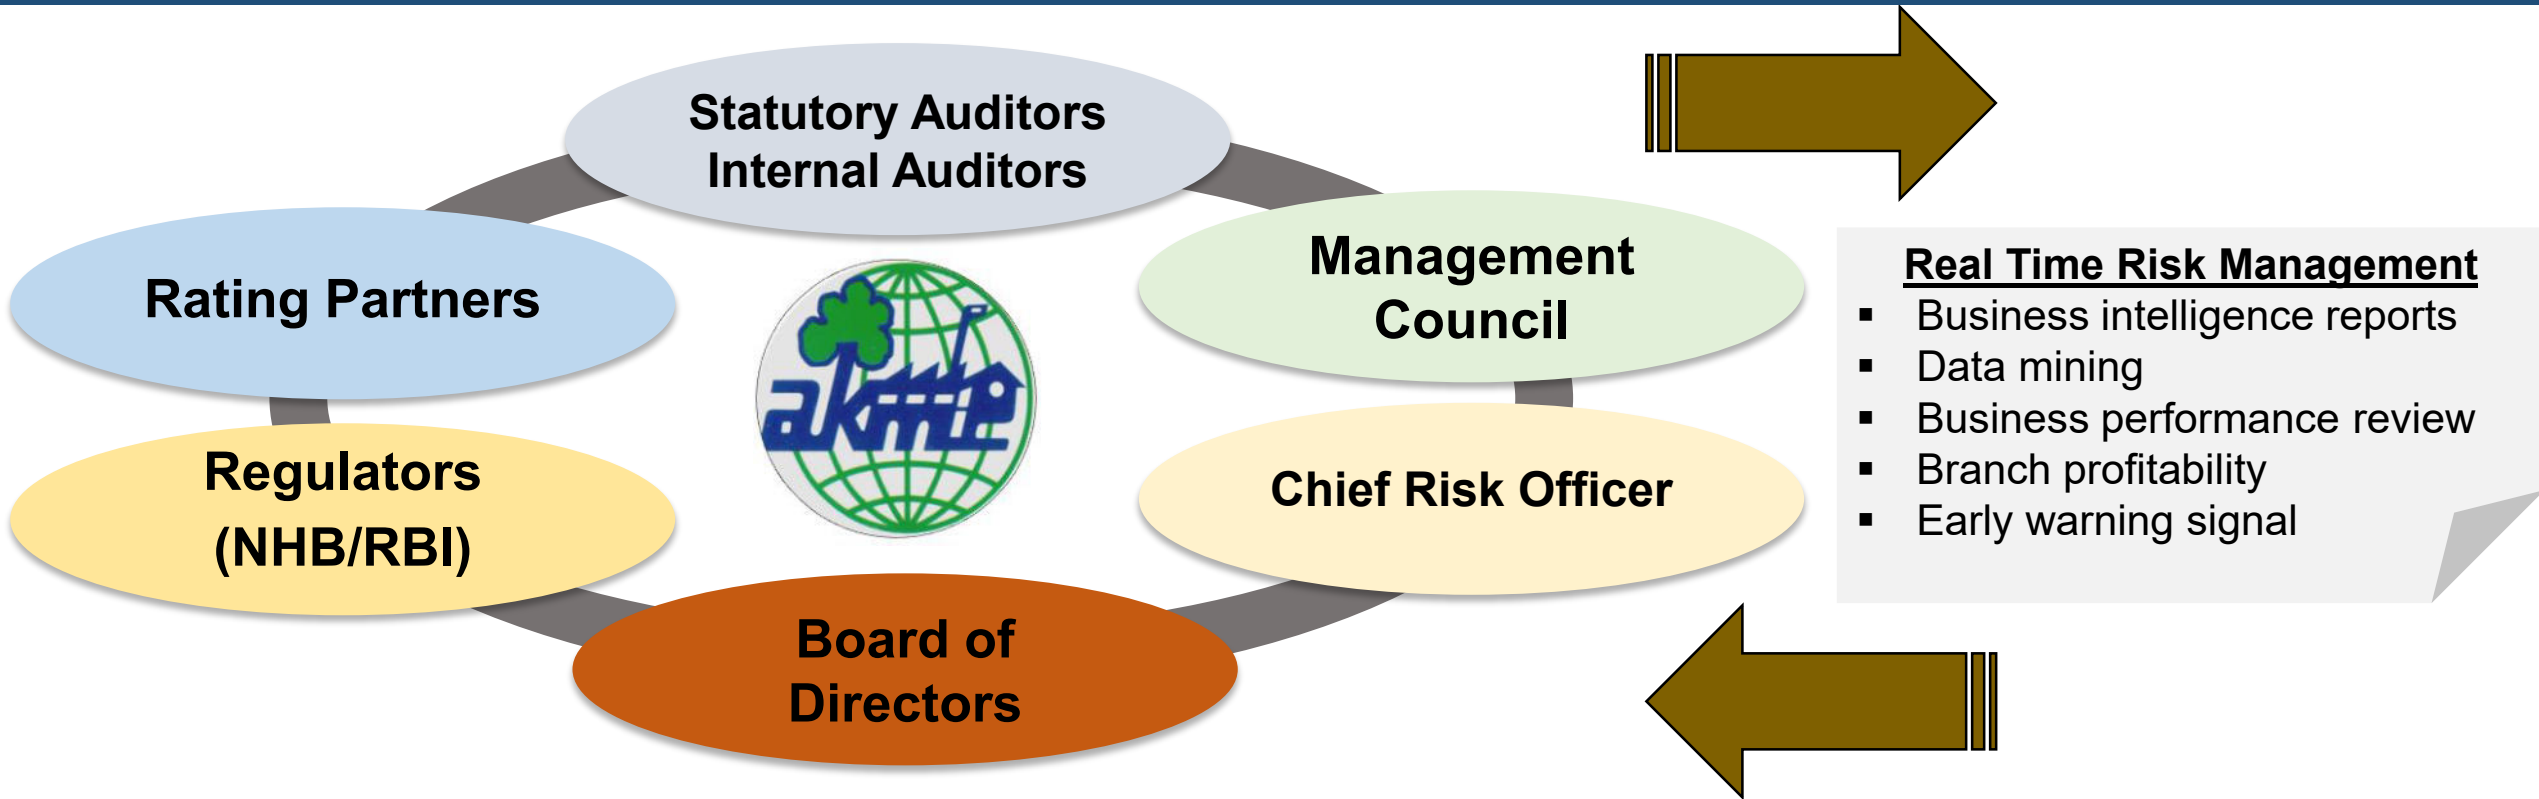 Statutory Auditors
Internal Auditors
Rating Partners
Management
Council
akme
Regulators
(NHB/RBI)
Chief Risk Officer
Board of
Directors
Real Time Risk Management
▪ Business intelligence reports
▪ Data mining
▪ Business performance review
▪ Branch profitability
▪ Early warning signal